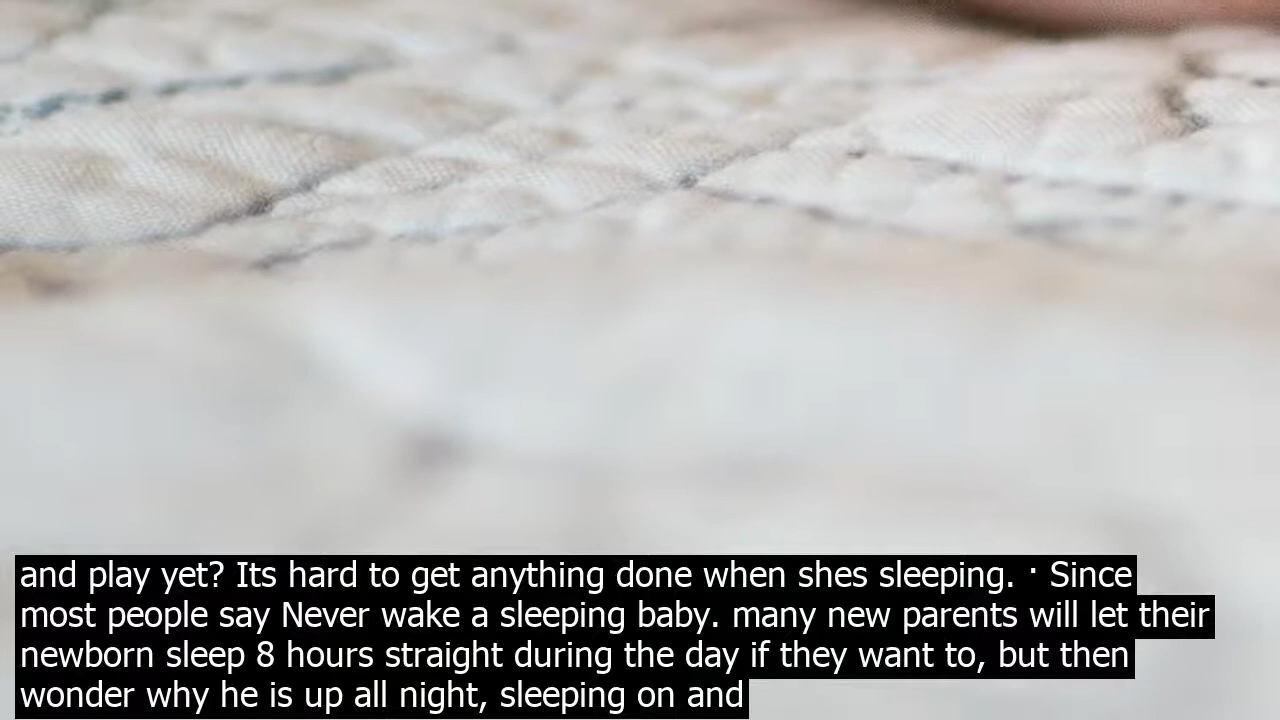 and play yet? Its hard to get anything done when shes sleeping. · Since
most people say Never wake a sleeping baby. many new parents will let their
newborn sleep 8 hours straight during the day if they want to, but then
wonder why he is up all night, sleeping on and